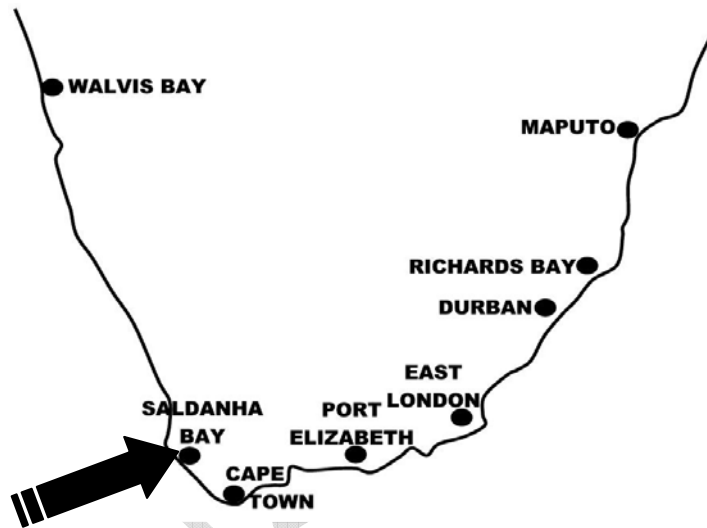 WALVIS BAY
MAPUTO
RICHARDS BAY
DURBAN
EAST
LONDON
PORT
ELIZABETH
SALDANHA
BAY
CAPE
TOWN